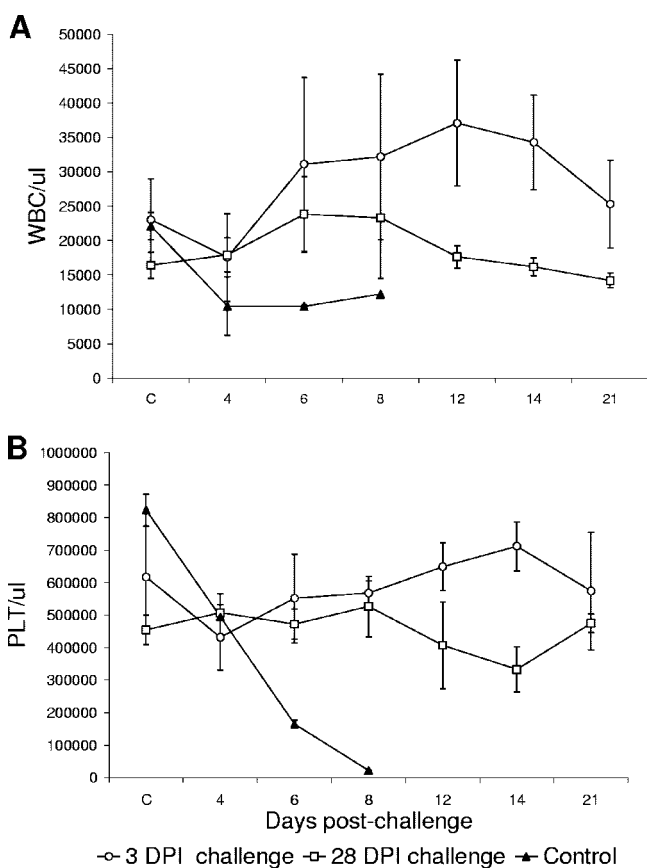 A
50000
45000
40000
35000
30000
25000
20000
15000
10000
5000
0
WBC/ul
C 4 6 8 12 14 21
B
1000000
900000
800000
700000
600000
500000
400000
300000
200000
100000
0
PLT/ul
C 4 6 8 12 14 21
Days post-challenge
3 DPI challenge 28 DPI challenge Control